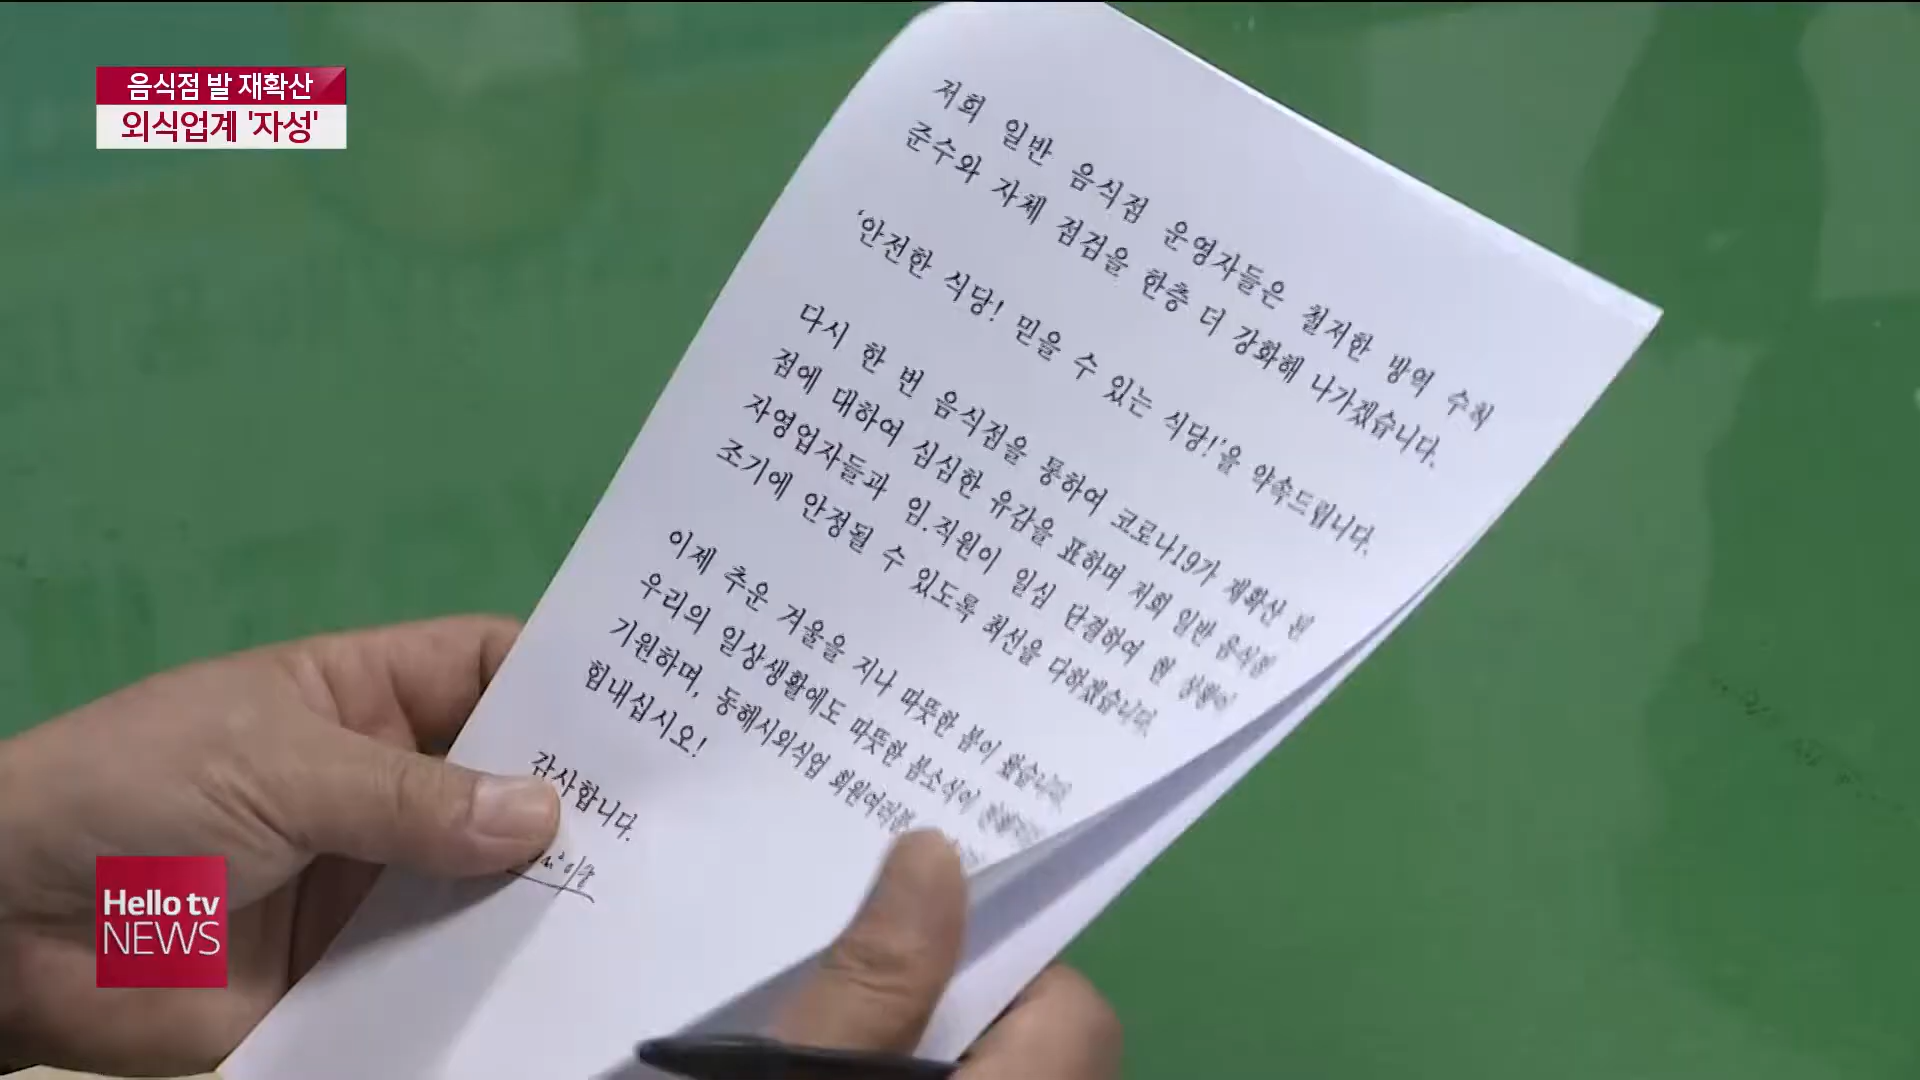 음식점 발 재확산
외식업계 '자성'
저희 일반 음식점 운영자들은 철저한 방역 수칙
준수와 자체 점검을 한층 더 강화해 나가겠습니다.
'안전한 식당! 믿을 수 있는 식당!'을 약속드립니다.
다시 한 번 음식점을 통하여 코로나19가 재확산 된
점에 대하여 심심한 유감을 표하며 저희 일반 음식점
자영업자들과 임.직원이 일심 단결하여 현 상황이
조기에 안정될 수 있도록 최선을 다하겠습니다.
이제 추운 겨울을 지나 따뜻한 봄이 왔습니다.
우리의 일상생활에도 따뜻한 봄소식이
기원하며, 동해시외식업 회원여러분
힘내십시오!
감사합니다.
Hello tv
NEWS